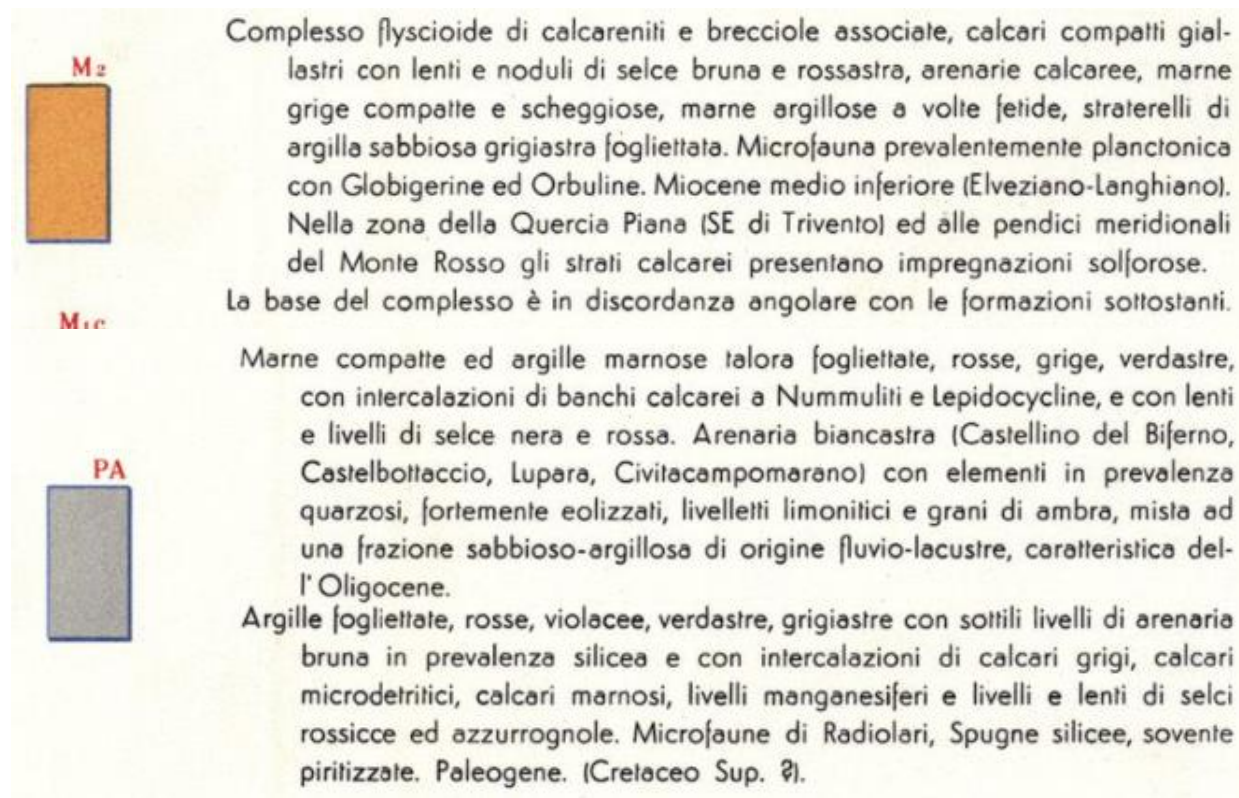 Complesso flyscioide di calcareniti e brecciole associate, calcari compatti gial-
M2
lastri con lenti e noduli di selce bruna e rossastra, arenarie calcaree, marne
grige compatte e scheggiose, marne argillose a volte fetide, straterelli di
argilla sabbiosa grigiastra fogliettata. Microfauna prevalentemente planctonica
con Globigerine ed Orbuline. Miocene medio inferiore (Elveziano-Langhiano).
Nella zona della Quercia Piana (SE di Trivento) ed alle pendici meridionali
del Monte Rosso gli strati calcarei presentano impregnazioni solforose.
La base del complesso è in discordanza angolare con le formazioni sottostanti.
M1C
Marne compatte ed argille marnose talora fogliettate, rosse, grige, verdastre,
con intercalazioni di banchi calcarei a Nummuliti e Lepidocycline, e con lenti
e livelli di selce nera e rossa. Arenaria biancastra (Castellino del Biferno,
PA
Castelbottaccio, Lupara, Civitacampomarano) con elementi in prevalenza
quarzosi, fortemente eolizzati, livelletti limonitici e grani di ambra, mista ad
una frazione sabbioso-argillosa di origine fluvio-lacustre, caratteristica del-
l'Oligocene.
Argille fogliettate, rosse, violacee, verdastre, grigiastre con sottili livelli di arenaria
bruna in prevalenza silicea e con intercalazioni di calcari grigi, calcari
microdetritici, calcari marnosi, livelli manganesiferi e livelli e lenti di selci
rossicce ed azzurrognole. Microfaune di Radiolari, Spugne silicee, sovente
piritizzate. Paleogene. (Cretaceo Sup. ?).